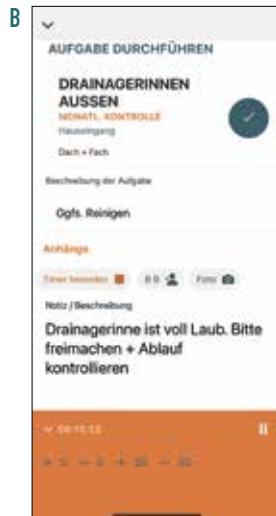 B
AUFGABE DURCHFÜHREN
DRAINAGERINNEN
AUSSEN
MONATL. KONTROLLE
Hauseingang
Dach + Fach
Beschreibung der Aufgabe
Ggfs. Reinigen
Anhänge
Timer beenden
Foto
Notiz / Beschreibung
Drainagerinne ist voll Laub. Bitte
freimachen + Ablauf
kontrollieren